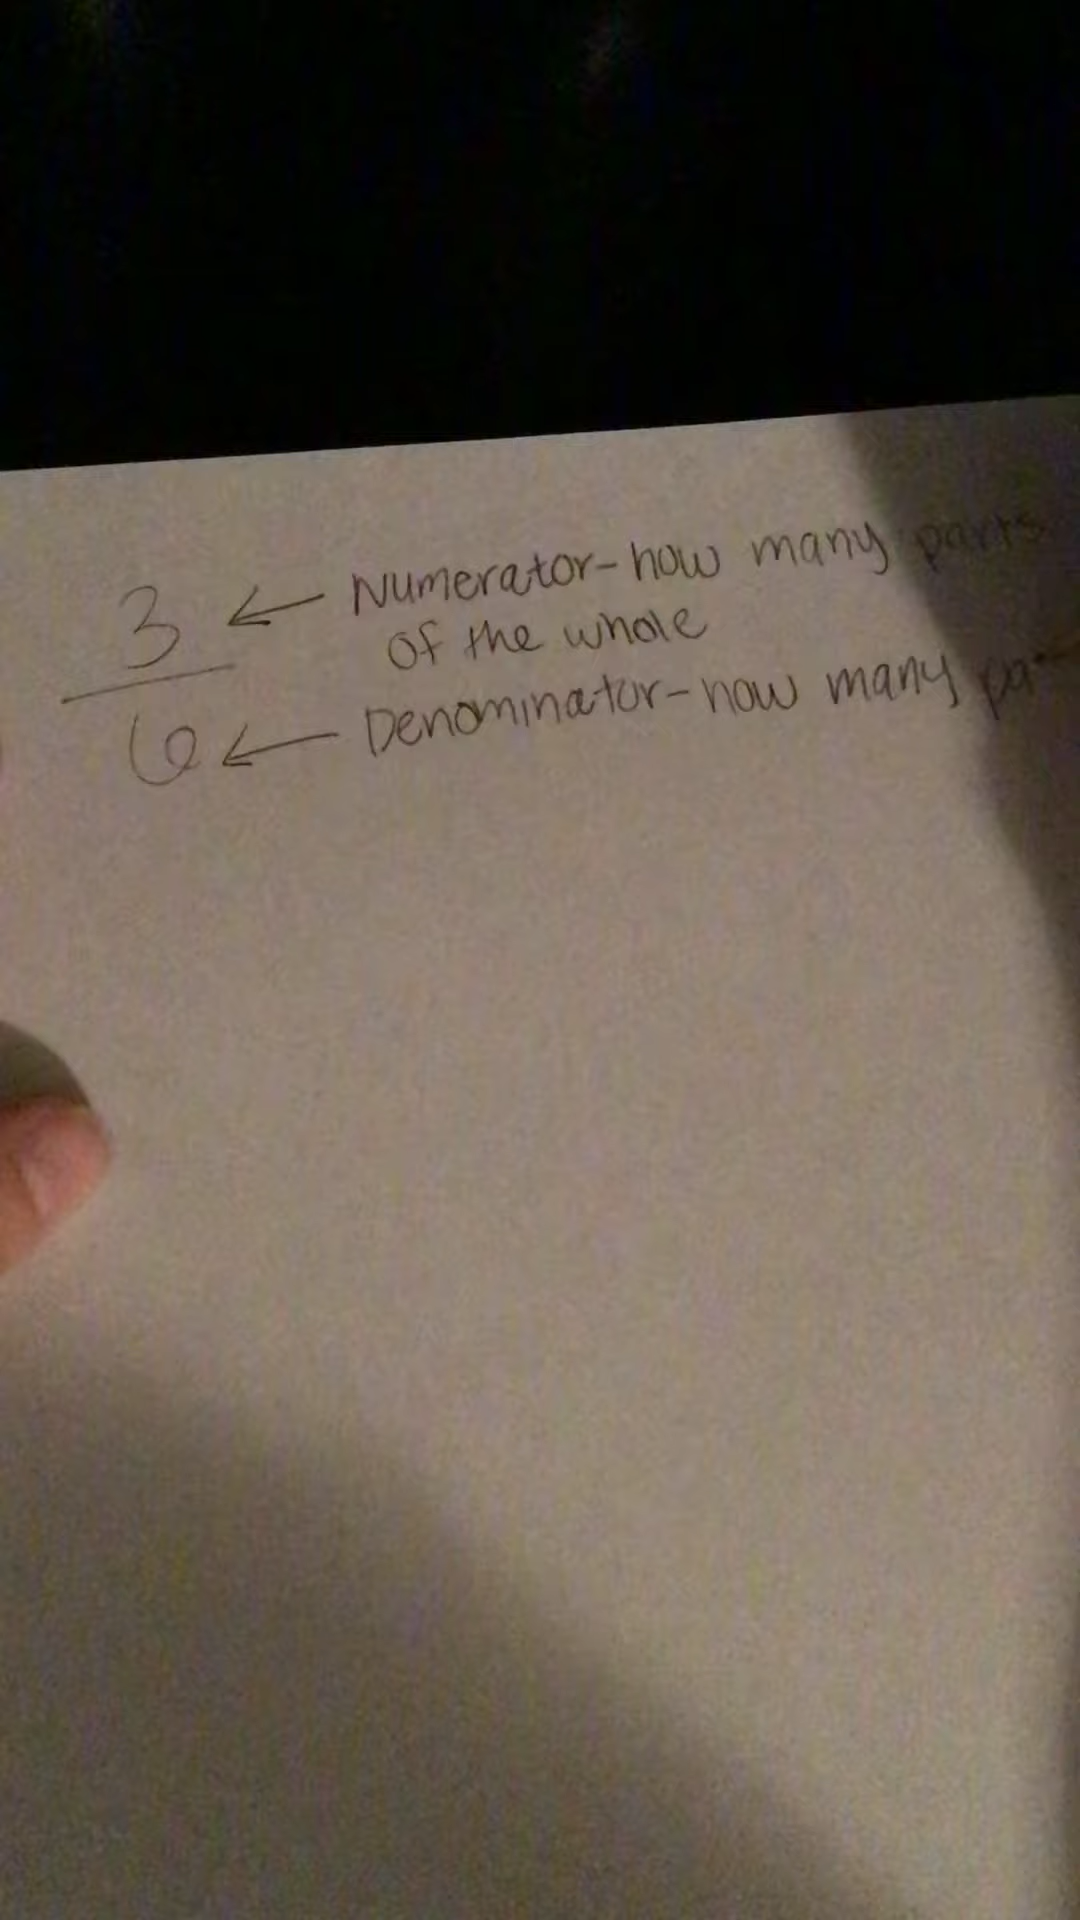 3 ← Numerator-how many parts
of the whole
6 ← Denominator-how many